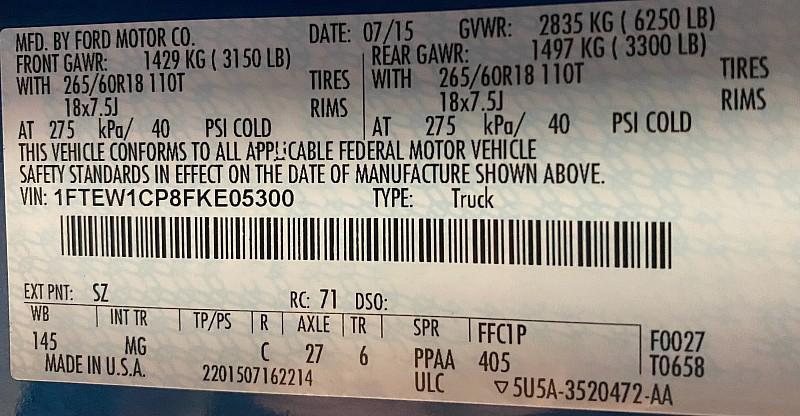 MFD. BY FORD MOTOR CO. DATE: 07/15 GVWR: 2835 KG ( 6250 LB)
FRONT GAWR: 1429 KG ( 3150 LB) REAR GAWR: 1497 KG ( 3300 LB)
WITH 265/60R18 110T TIRES WITH 265/60R18 110T TIRES
18x7.5J RIMS 18x7.5J RIMS
AT 275 kPa/ 40 PSI COLD AT 275 kPa/ 40 PSI COLD
THIS VEHICLE CONFORMS TO ALL APPLICABLE FEDERAL MOTOR VEHICLE
SAFETY STANDARDS IN EFFECT ON THE DATE OF MANUFACTURE SHOWN ABOVE.
VIN: 1FTEW1CP8FKE05300 TYPE: Truck
EXT PNT: SZ RC: 71 DSO:
WB INT TR TP/PS R AXLE TR SPR FFC1P F0027
145 MG C 27 6 PPAA 405 T0658
MADE IN U.S.A. 2201507162214 ULC ▽5U5A-3520472-AA